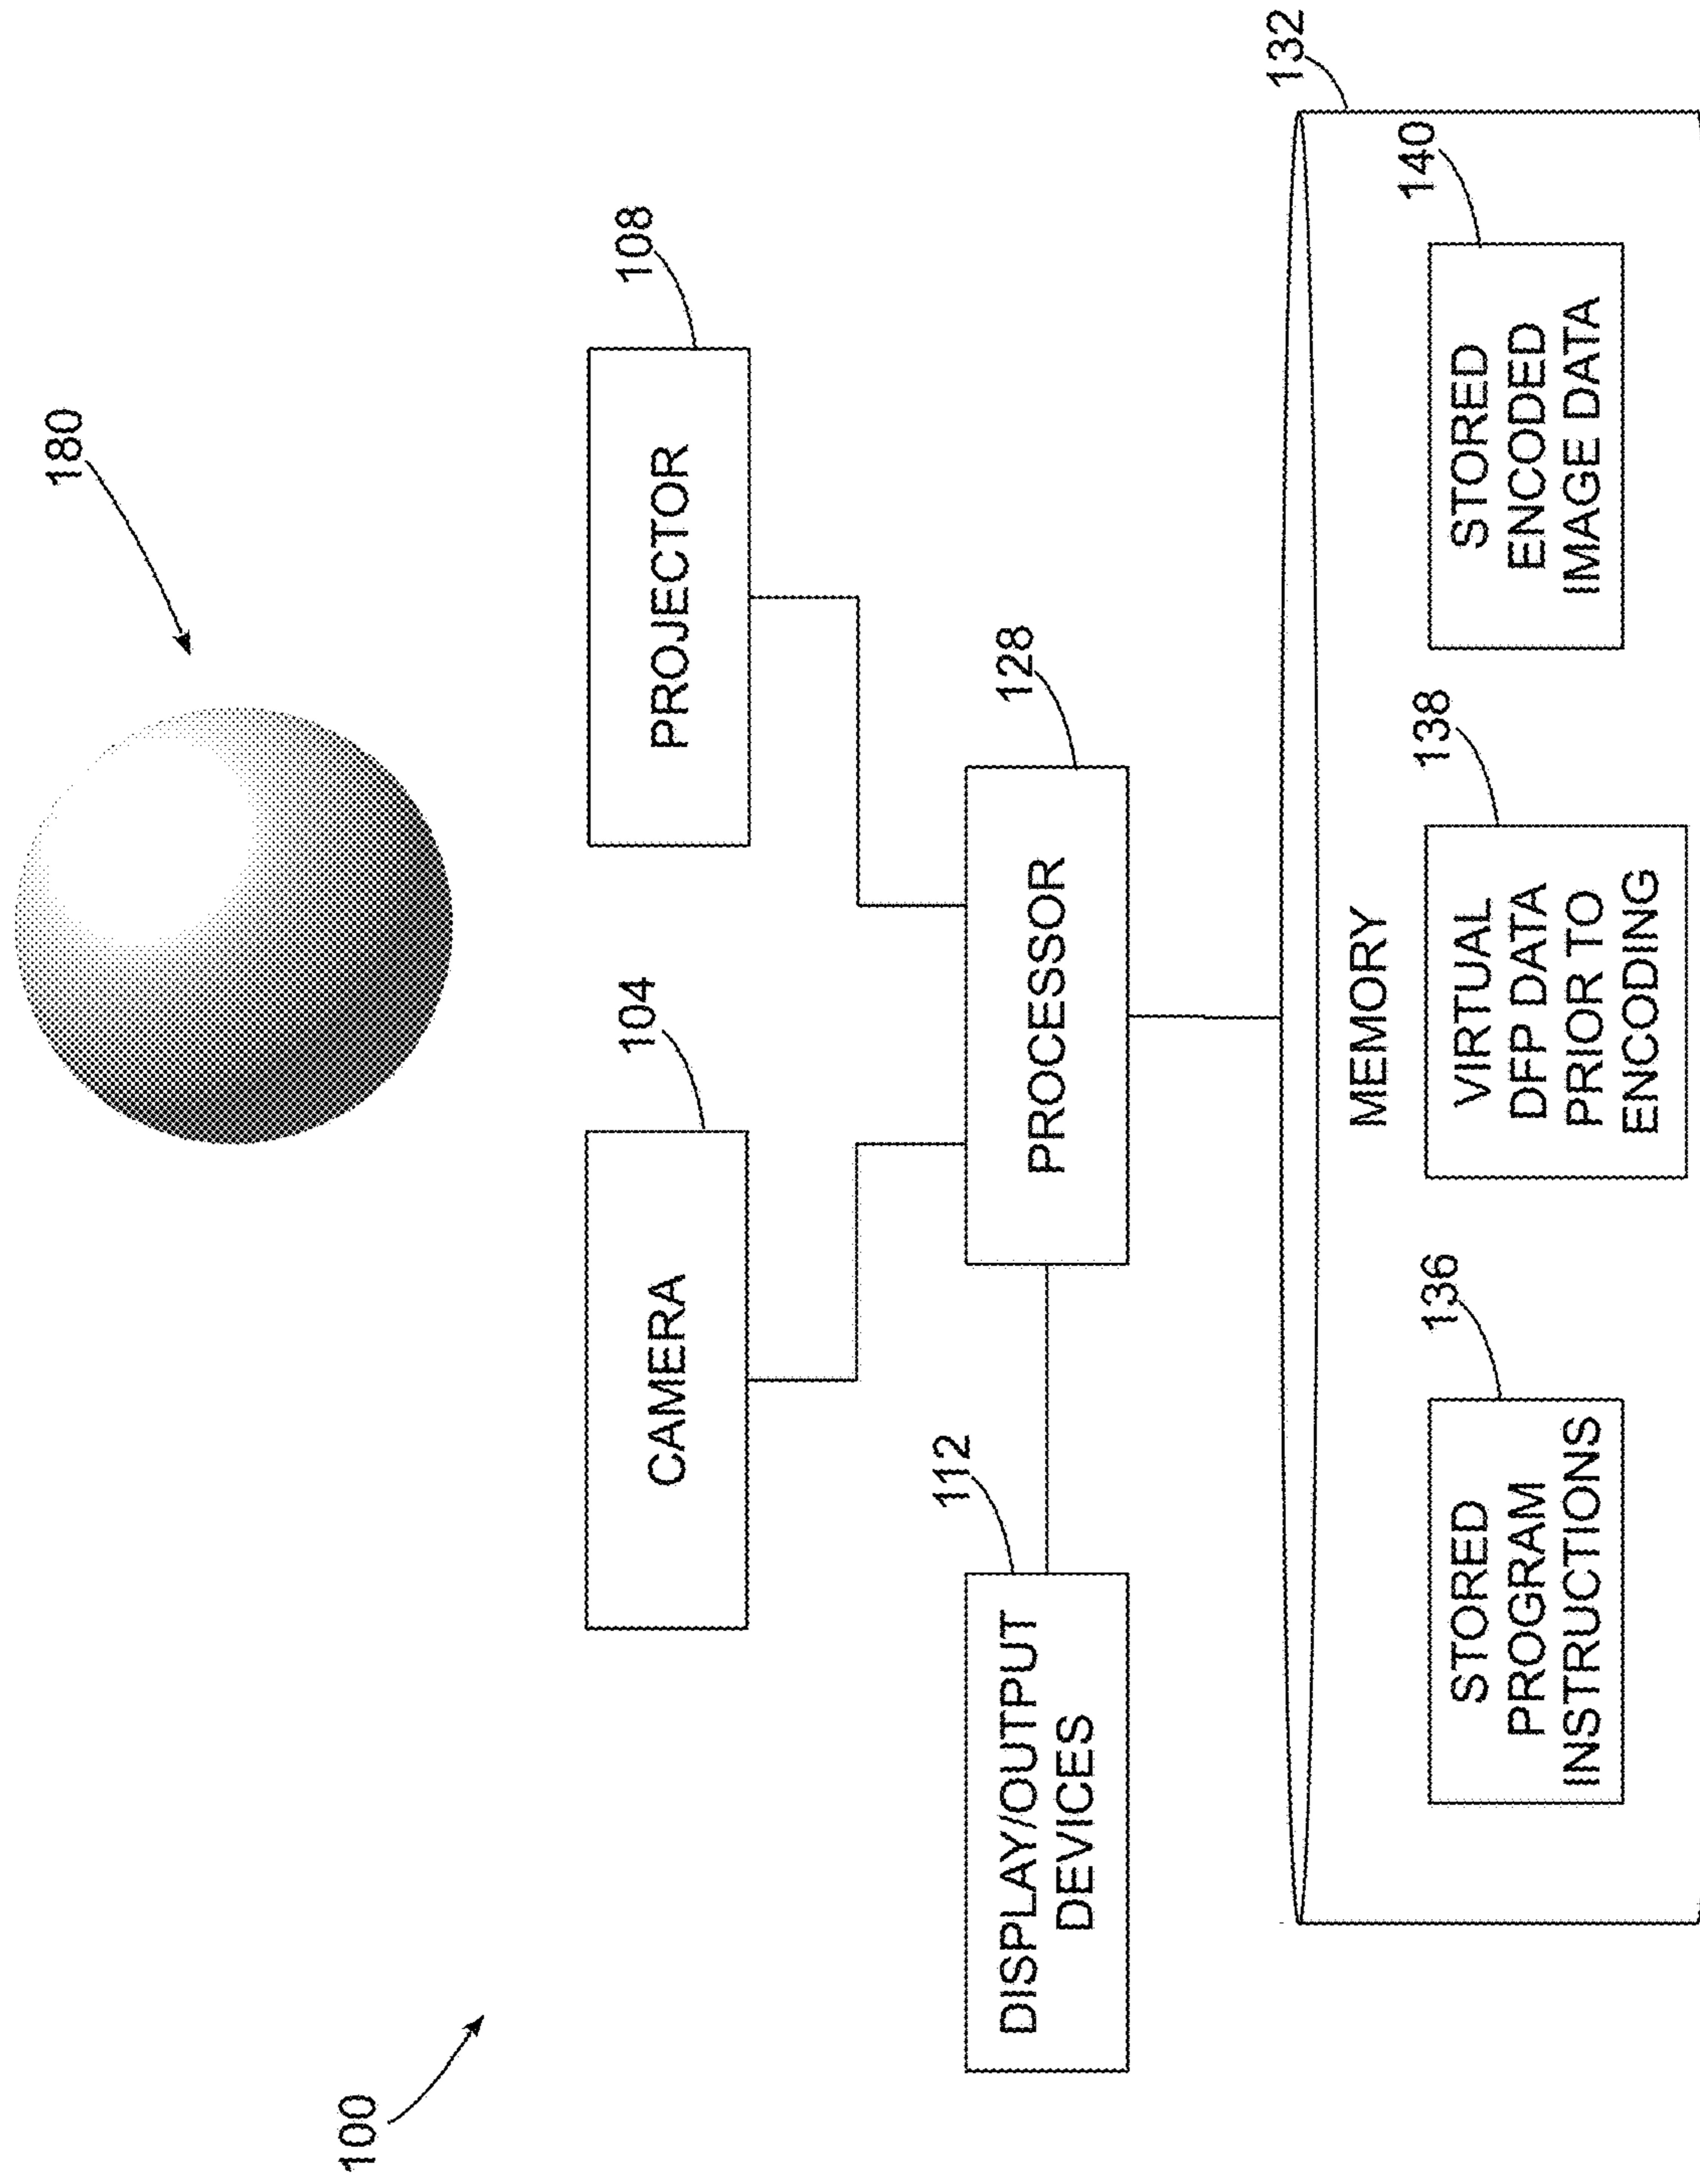 180
108
PROJECTOR
104
CAMERA
100
128
PROCESSOR
112
DISPLAY/OUTPUT
DEVICES
132
MEMORY
136
STORED
PROGRAM
INSTRUCTIONS
138
VIRTUAL
DFP DATA
PRIOR TO
ENCODING
140
STORED
ENCODED
IMAGE DATA